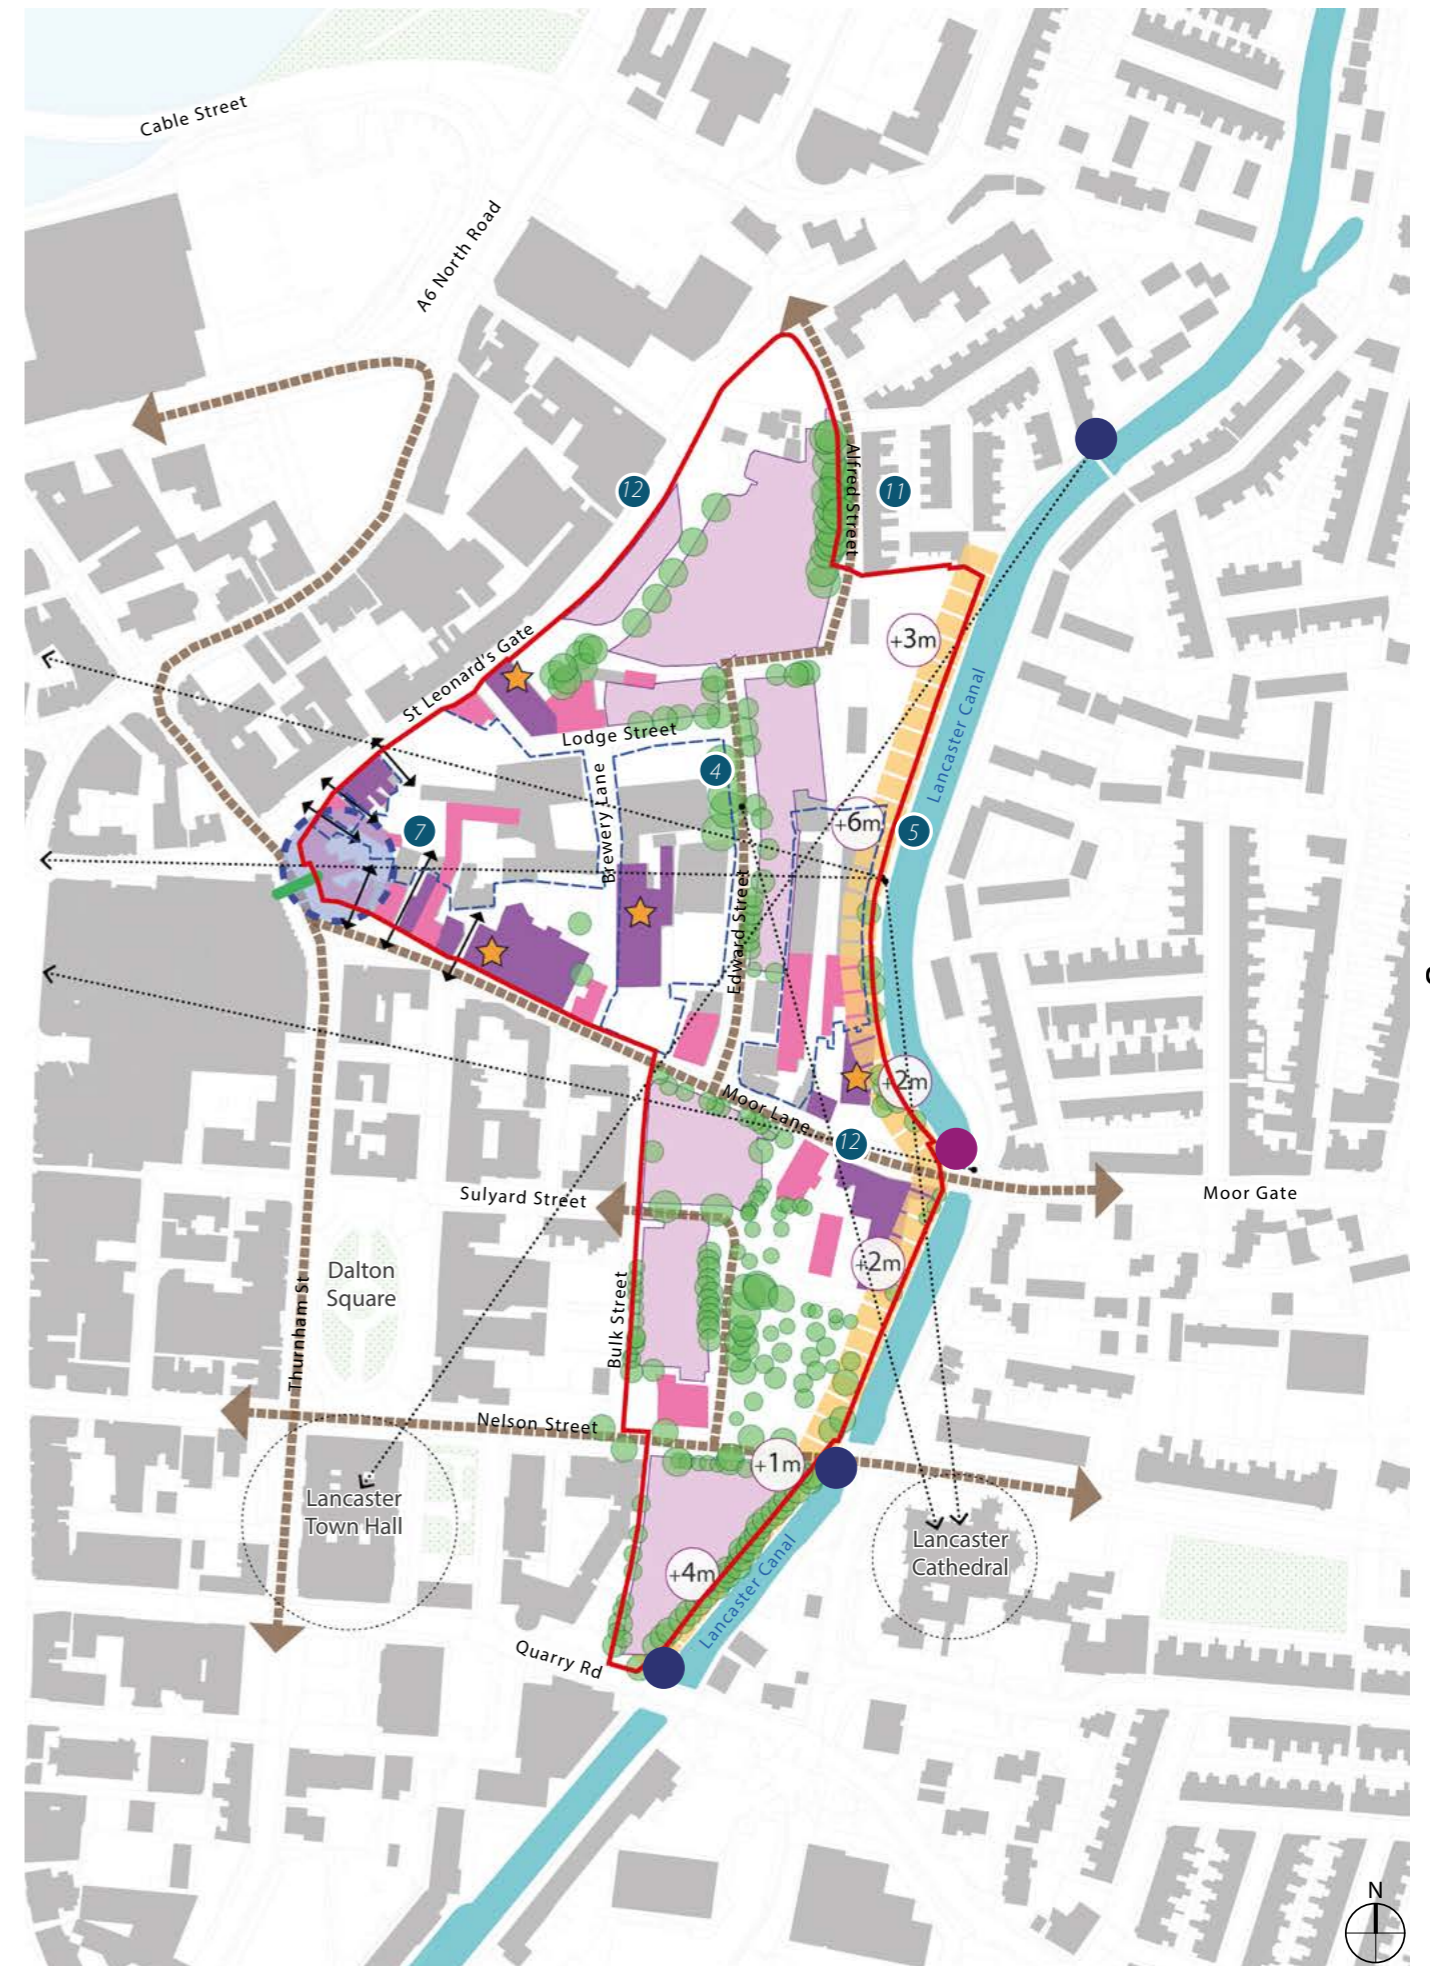 Cable Street
A6 North Road
12
Alfred Street
11
+3m
St Leonard's Gate
Lodge Street
Lancaster Canal
4
Brewery Lane
7
+6m
5
Edward Street
+2m
Moor Lane
12
Sulyard Street
Moor Gate
+2m
Dalton
Square
Thurnham St
Bulk Street
Nelson Street
+1m
Lancaster
Town Hall
Lancaster
Cathedral
+4m
Lancaster Canal
Quarry Rd
N